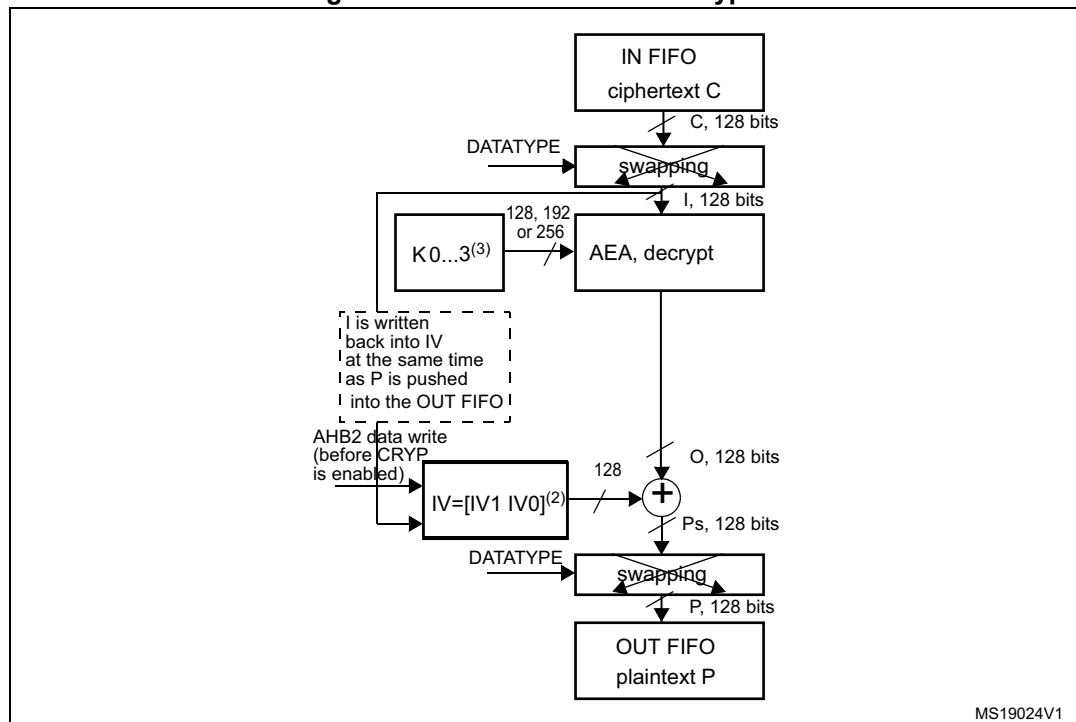 IN FIFO
ciphertext C
C, 128 bits
DATATYPE
swapping
I, 128 bits
128, 192
or 256
K 0...3(3)
AEA, decrypt
I is written
back into IV
at the same time
as P is pushed
into the OUT FIFO
AHB2 data write
(before CRYP
is enabled)
O, 128 bits
128
IV=[IV1 IV0](2)
+
Ps, 128 bits
DATATYPE
swapping
P, 128 bits
OUT FIFO
plaintext P
MS19024V1